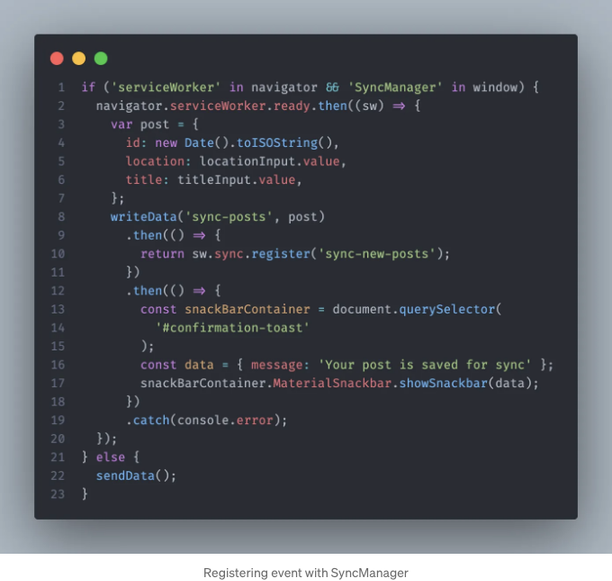 1 if ('serviceWorker' in navigator && 'SyncManager' in window) {
2 navigator.serviceWorker.ready.then((sw) => {
3 var post = {
4 id: new Date().toISOString(),
5 location: locationInput.value,
6 title: titleInput.value,
7 };
8 writeData('sync-posts', post)
9 .then(() => {
10 return sw.sync.register('sync-new-posts');
11 })
12 .then(() => {
13 const snackBarContainer = document.querySelector(
14 '#confirmation-toast'
15 );
16 const data = { message: 'Your post is saved for sync' };
17 snackBarContainer.MaterialSnackbar.showSnackbar(data);
18 })
19 .catch(console.error);
20 });
21 } else {
22 sendData();
23 }
Registering event with SyncManager